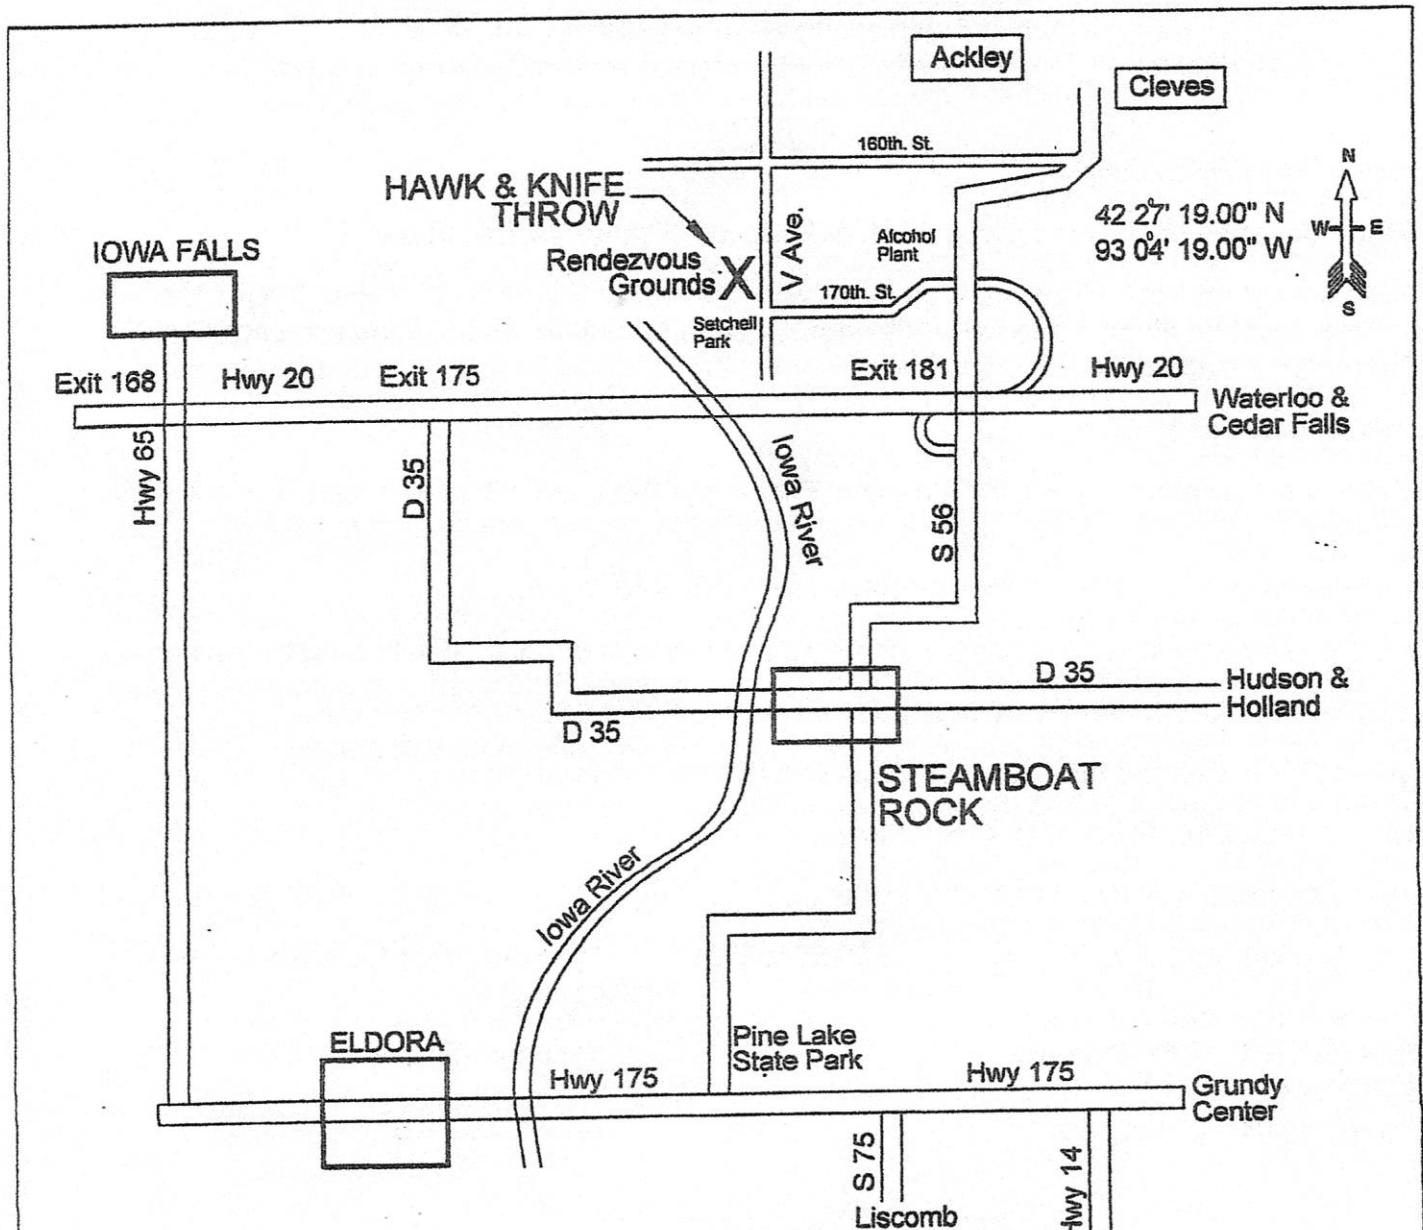 Ackley
Cleves
160th. St.
N
HAWK & KNIFE
THROW
42° 27' 19.00" N
93° 04' 19.00" W
W
E
S
V Ave.
Alcohol
Plant
IOWA FALLS
Rendezvous
Grounds
X
170th. St.
Setchell
Park
Exit 168
Hwy 20
Exit 175
Exit 181
Hwy 20
Waterloo &
Cedar Falls
Hwy 65
D 35
Iowa River
S 56
D 35
Hudson &
Holland
D 35
STEAMBOAT
ROCK
Iowa River
ELDORA
Pine Lake
State Park
Hwy 175
Hwy 175
Grundy
Center
S 75
Hwy 14
Liscomb